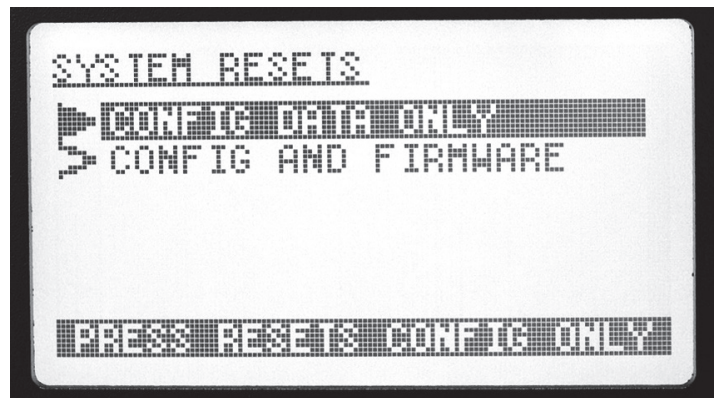 SYSTEM RESETS
CONFIG DATA ONLY
CONFIG AND FIRMWARE
PRESS RESETS CONFIG ONLY